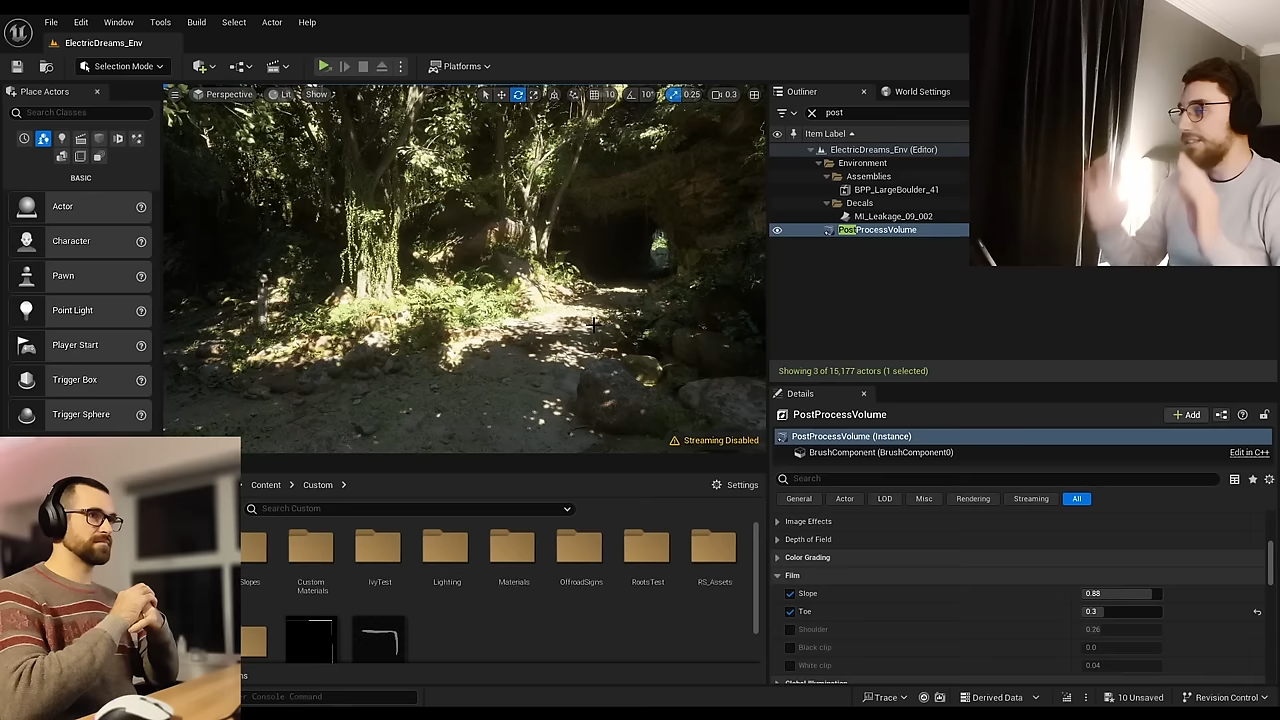 File Edit Window Tools Build Select Actor Help
ElectricDreams_Env
Selection Mode
Platforms
Place Actors
Search Classes
BASIC
Actor
Character
Pawn
Point Light
Player Start
Trigger Box
Trigger Sphere
Perspective Lit Show 10 10° 0.25 0.3
Streaming Disabled
Outliner World Settings
post
Item Label
ElectricDreams_Env (Editor)
Environment
Assemblies
BPP_LargeBoulder_41
Decals
MI_Leakage_09_002
PostProcessVolume
Showing 3 of 15,177 actors (1 selected)
Details
PostProcessVolume
Add
PostProcessVolume (Instance)
BrushComponent (BrushComponent0) Edit in C++
Search
General Actor LOD Misc Rendering Streaming All
Image Effects
Depth of Field
Color Grading
Film
Slope 0.88
Toe 0.3
Shoulder 0.26
Black clip 0.0
White clip 0.04
Content Custom Settings
Search Custom
Slopes Custom Materials IvyTest Lighting Materials OffroadSigns RootsTest RS_Assets
Console Command
Trace Derived Data 10 Unsaved Revision Control